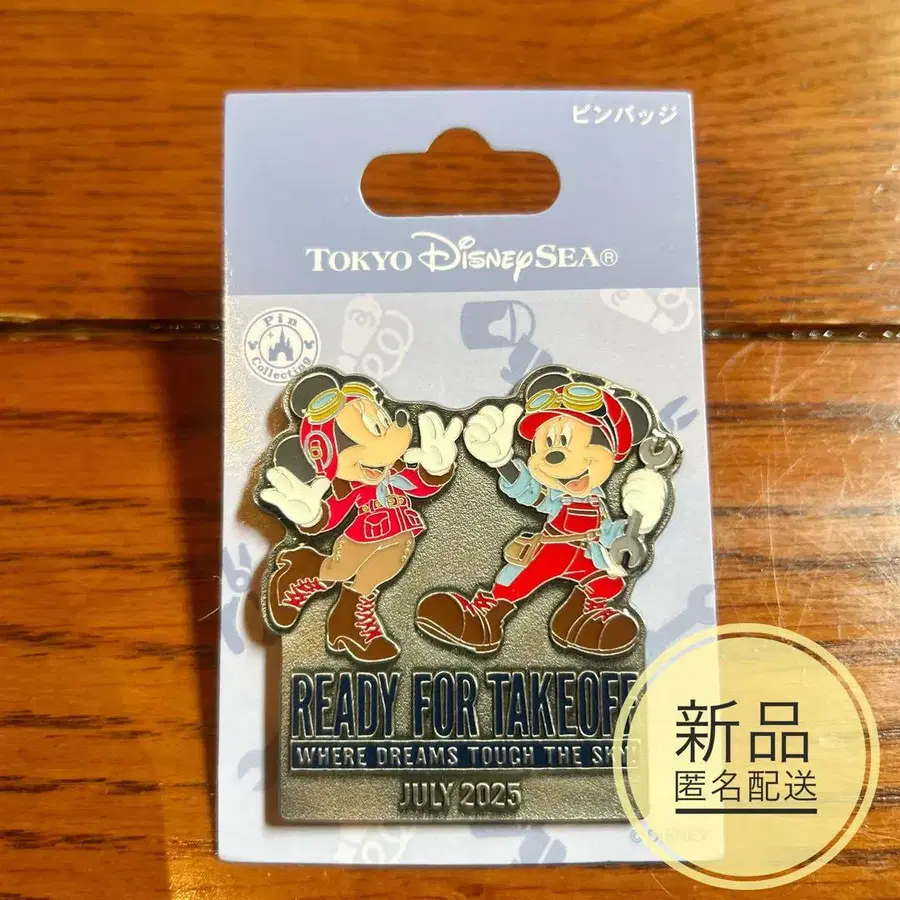 ピンバッジ
TOKYO DISNEYSEA®
Pin
Collecting
READY FOR TAKEOFF
WHERE DREAMS TOUCH THE SKY!
JULY 2025
新品
匿名配送
© DISNEY